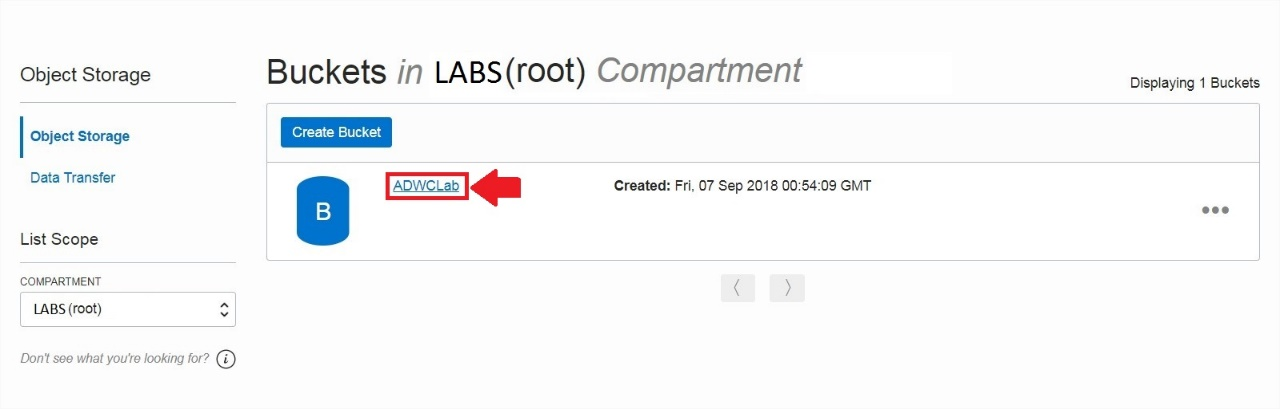 Object Storage
Object Storage
Data Transfer
List Scope
COMPARTMENT
LABS (root)
Don't see what you're looking for? i
Buckets in LABS (root) Compartment
Displaying 1 Buckets
Create Bucket
B
ADWCLab
Created: Fri, 07 Sep 2018 00:54:09 GMT